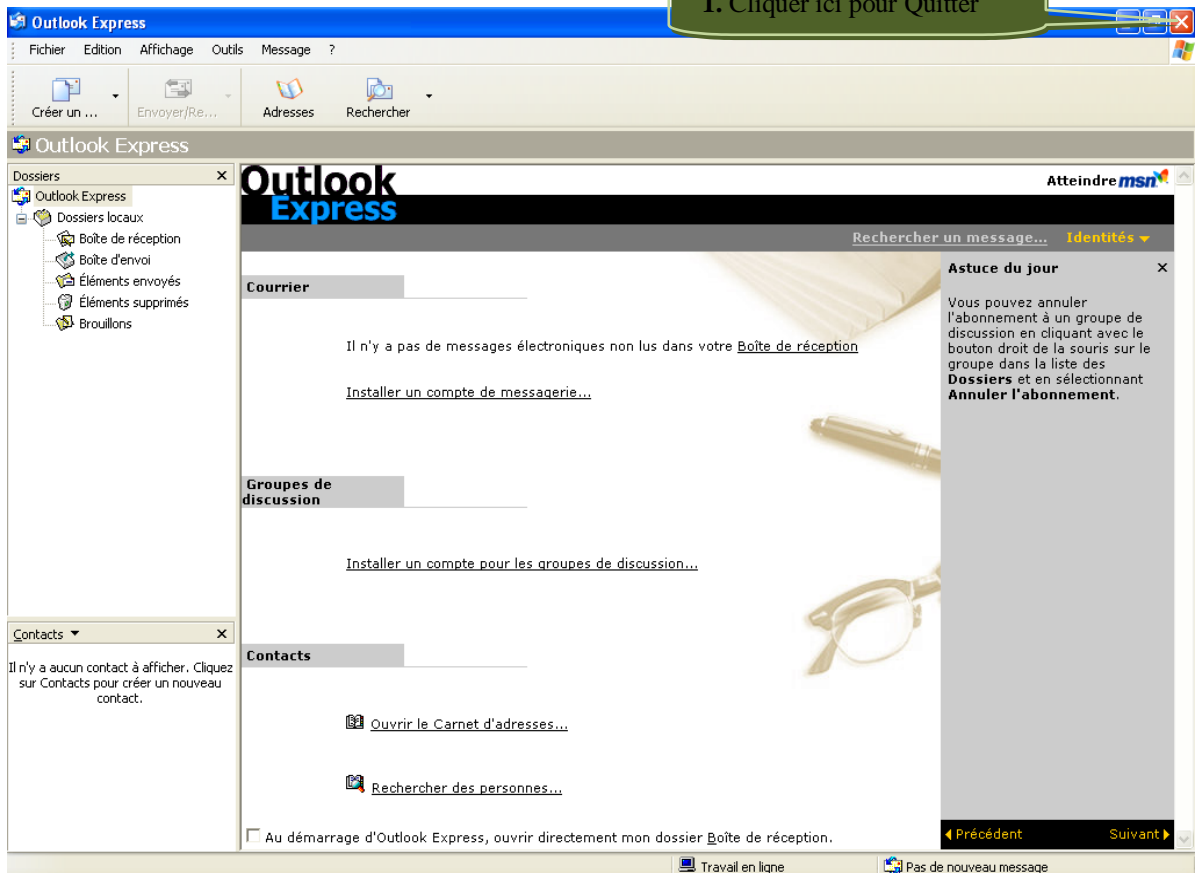 1. Cliquer ici pour Quitter
Outlook Express
Fichier Edition Affichage Outils Message ?
Créer un ... Envoyer/Re... Adresses Rechercher
Outlook Express
Dossiers
Outlook Express
Dossiers locaux
Boîte de réception
Boîte d'envoi
Éléments envoyés
Éléments supprimés
Brouillons
Contacts
Il n'y a aucun contact à afficher. Cliquez
sur Contacts pour créer un nouveau
contact.
Outlook
Express
Atteindre msn
Rechercher un message... Identités
Courrier
Il n'y a pas de messages électroniques non lus dans votre Boîte de réception
Installer un compte de messagerie...
Groupes de
discussion
Installer un compte pour les groupes de discussion...
Contacts
Ouvrir le Carnet d'adresses...
Rechercher des personnes...
Au démarrage d'Outlook Express, ouvrir directement mon dossier Boîte de réception.
Astuce du jour
Vous pouvez annuler
l'abonnement à un groupe de
discussion en cliquant avec le
bouton droit de la souris sur le
groupe dans la liste des
Dossiers et en sélectionnant
Annuler l'abonnement.
Précédent Suivant
Travail en ligne Pas de nouveau message